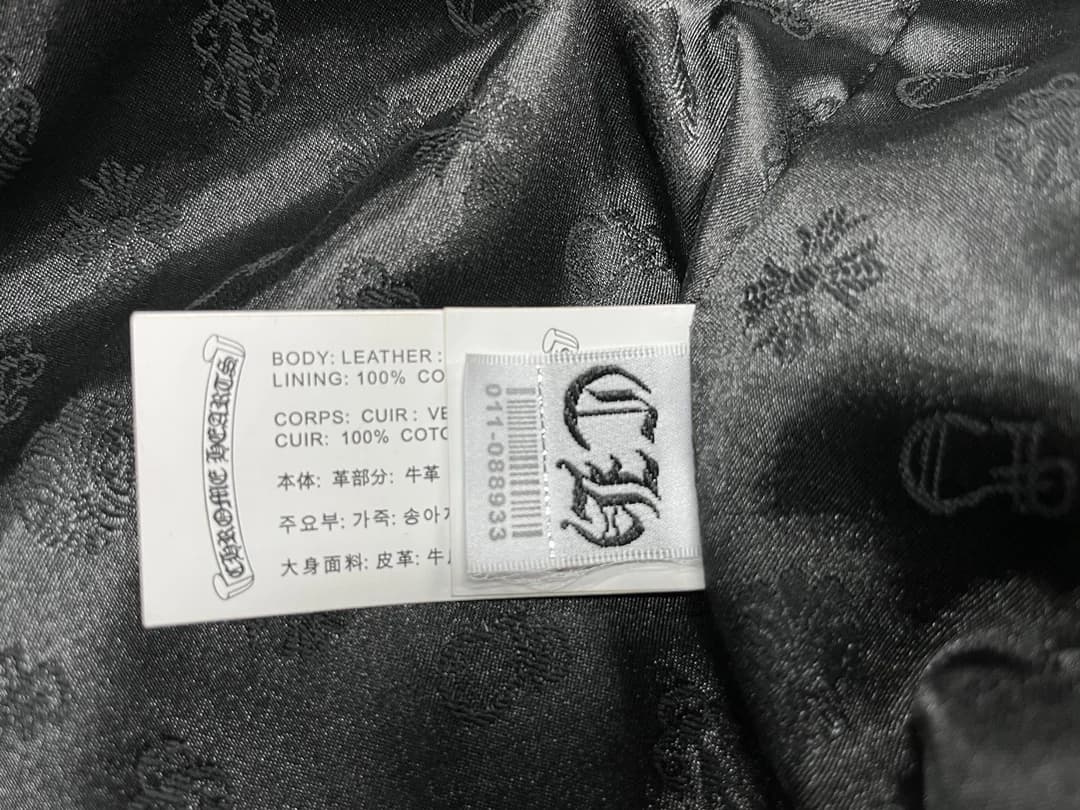 CHROME HEARTS
BODY: LEATHER :
LINING: 100% CO
CORPS: CUIR : VE
CUIR: 100% COTO
本体: 革部分: 牛革
주요부: 가죽: 송아
大身面料: 皮革: 牛
CH
011-088933